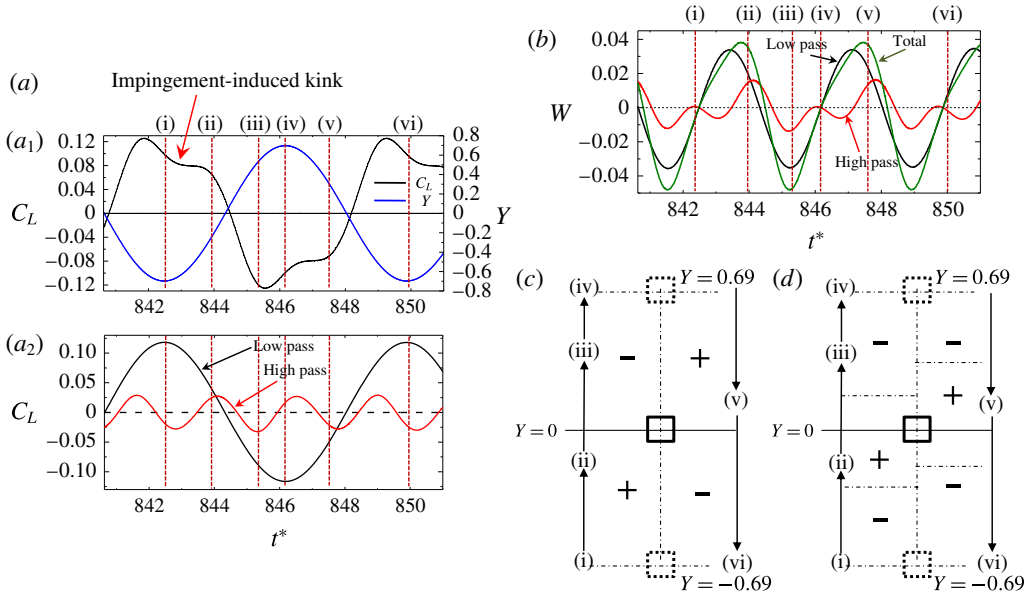 (a)
Impingement-induced kink
(a1)
(i) (ii) (iii) (iv) (v) (vi)
0.12
0.08
0.04
0
−0.04
−0.08
−0.12
CL
CL
Y
0.8
0.6
0.4
0.2
0
−0.2
−0.4
−0.6
−0.8
Y
842 844 846 848 850
(a2)
0.10
0.05
0
−0.05
−0.10
CL
Low pass
High pass
842 844 846 848 850
t*
(b)
(i) (ii) (iii) (iv) (v) (vi)
0.04
0.02
0
−0.02
−0.04
W
Low pass
Total
High pass
842 844 846 848 850
t*
(c)
Y = 0.69
(iv)
(iii)
− +
(v)
Y = 0
(ii)
+ −
(i)
(vi)
Y = −0.69
(d)
Y = 0.69
(iv)
(iii)
− −
+
(v)
Y = 0
(ii)
+
−
−
(i)
(vi)
Y = −0.69